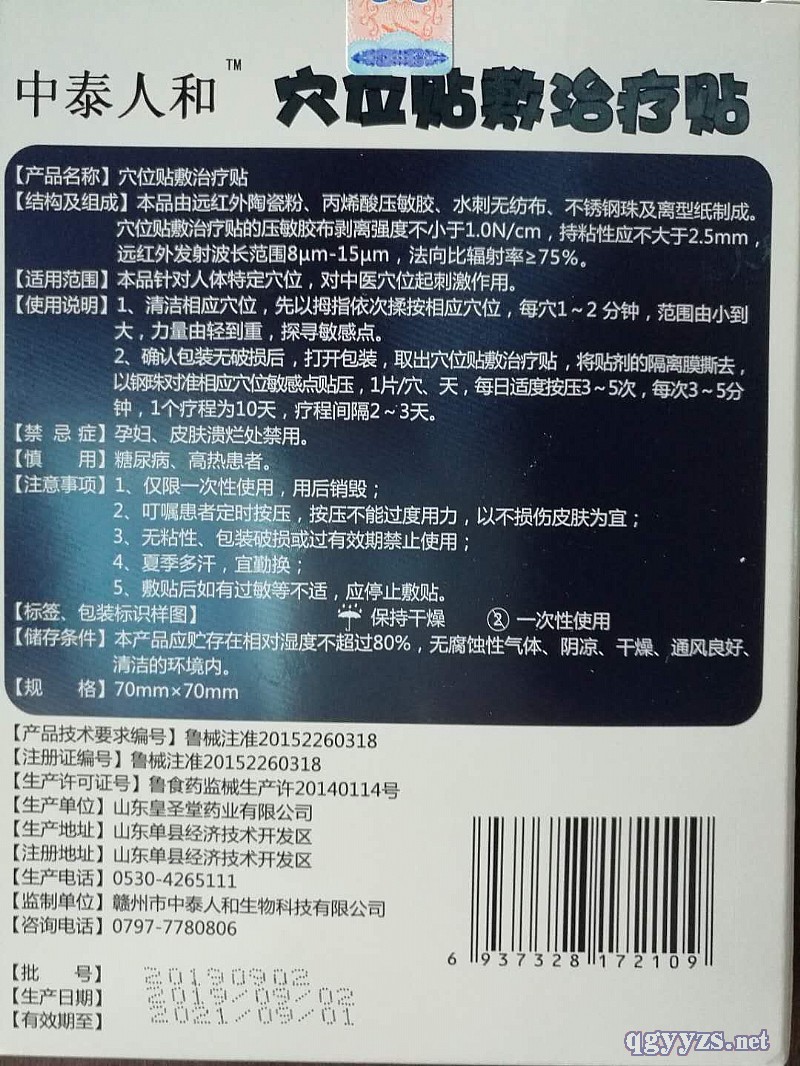 中泰人和™ 穴位贴敷治疗贴
【产品名称】穴位贴敷治疗贴
【结构及组成】本品由远红外陶瓷粉、丙烯酸压敏胶、水刺无纺布、不锈钢珠及离型纸制成。
穴位贴敷治疗贴的压敏胶布剥离强度不小于1.0N/cm，持粘性应不大于2.5mm，
远红外发射波长范围8μm-15μm，法向比辐射率≥75%。
【适用范围】本品针对人体特定穴位，对中医穴位起刺激作用。
【使用说明】1、清洁相应穴位，先以拇指依次揉按相应穴位，每穴1～2 分钟，范围由小到
大，力量由轻到重，探寻敏感点。
2、确认包装无破损后，打开包装，取出穴位贴敷治疗贴，将贴剂的隔离膜撕去，
以钢珠对准相应穴位敏感点贴压，1片/穴、天，每日适度按压3～5次，每次3～5分
钟，1个疗程为10天，疗程间隔2～3天。
【禁 忌 症】孕妇、皮肤溃烂处禁用。
【慎 用】糖尿病、高热患者。
【注意事项】1、仅限一次性使用，用后销毁；
2、叮嘱患者定时按压，按压不能过度用力，以不损伤皮肤为宜；
3、无粘性、包装破损或过有效期禁止使用；
4、夏季多汗，宜勤换；
5、敷贴后如有过敏等不适，应停止敷贴。
【标签、包装标识样图】 保持干燥 一次性使用
【储存条件】本产品应贮存在相对湿度不超过80%，无腐蚀性气体、阴凉、干燥、通风良好、
清洁的环境内。
【规 格】70mm×70mm
【产品技术要求编号】鲁械注准20152260318
【注册证编号】鲁械注准20152260318
【生产许可证号】鲁食药监械生产许20140114号
【生产单位】山东皇圣堂药业有限公司
【生产地址】山东单县经济技术开发区
【注册地址】山东单县经济技术开发区
【生产电话】0530-4265111
【监制单位】赣州市中泰人和生物科技有限公司
【咨询电话】0797-7780806
6 937328 172109
【批 号】20190902
【生产日期】2019/09/02
【有效期至】2021/09/01
qgyyzs.net